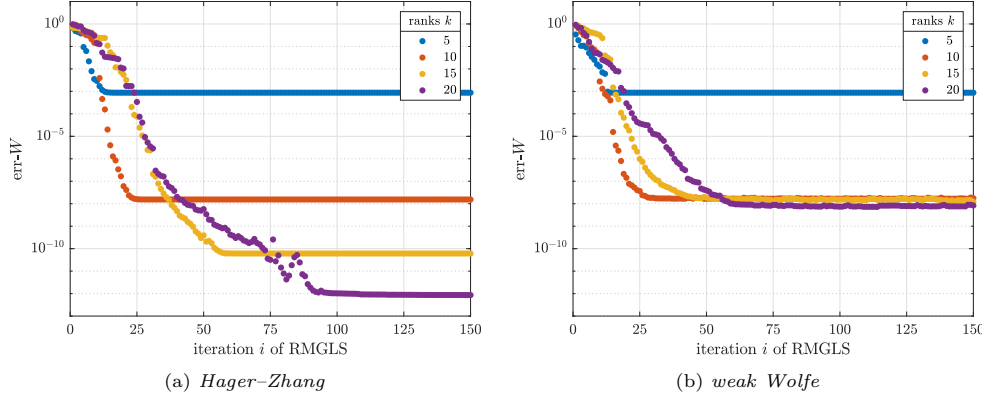 ranks k
5
10
15
20
10^0
10^-5
10^-10
err-W
0 25 50 75 100 125 150
iteration i of RMGLS
(a) Hager–Zhang
ranks k
5
10
15
20
10^0
10^-5
10^-10
err-W
0 25 50 75 100 125 150
iteration i of RMGLS
(b) weak Wolfe